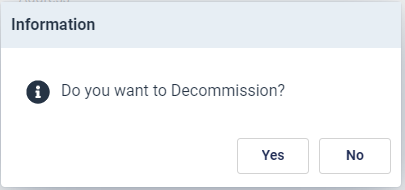 Information
Do you want to Decommission?
Yes
No